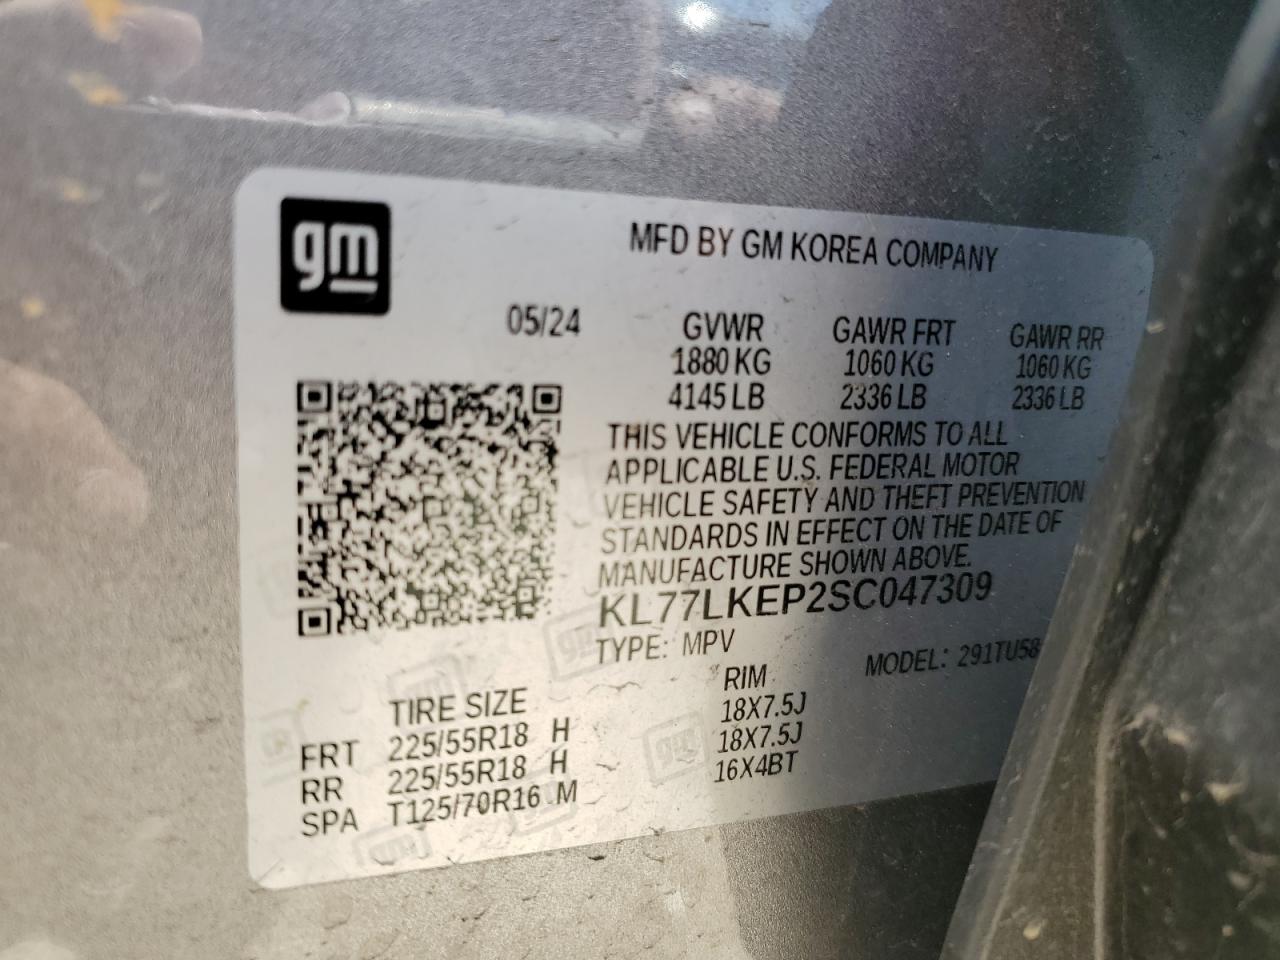 gm
MFD BY GM KOREA COMPANY
05/24 GVWR GAWR FRT GAWR RR
1880 KG 1060 KG 1060 KG
4145 LB 2336 LB 2336 LB
THIS VEHICLE CONFORMS TO ALL
APPLICABLE U.S. FEDERAL MOTOR
VEHICLE SAFETY AND THEFT PREVENTION
STANDARDS IN EFFECT ON THE DATE OF
MANUFACTURE SHOWN ABOVE.
KL77LKEP2SC047309
TYPE: MPV MODEL: 291TU58
TIRE SIZE RIM
FRT 225/55R18 H 18X7.5J
RR 225/55R18 H 18X7.5J
SPA T125/70R16 M 16X4BT